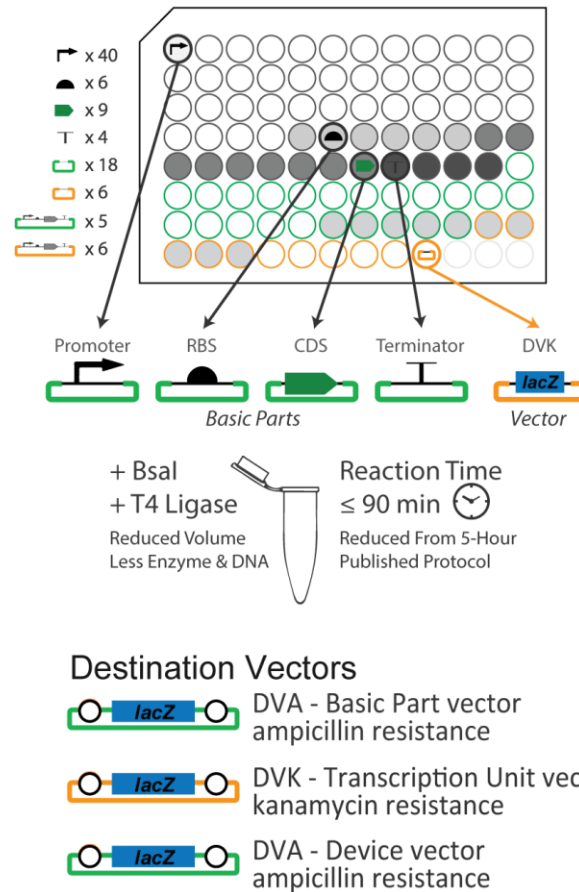 x 40
x 6
x 9
x 4
x 18
x 6
x 5
x 6
Promoter RBS CDS Terminator DVK
lacZ
Basic Parts Vector
+ BsaI
+ T4 Ligase
Reduced Volume
Less Enzyme & DNA
Reaction Time
≤ 90 min
Reduced From 5-Hour
Published Protocol
Destination Vectors
lacZ
DVA - Basic Part vector
ampicillin resistance
lacZ
DVK - Transcription Unit vec
kanamycin resistance
lacZ
DVA - Device vector
ampicillin resistance